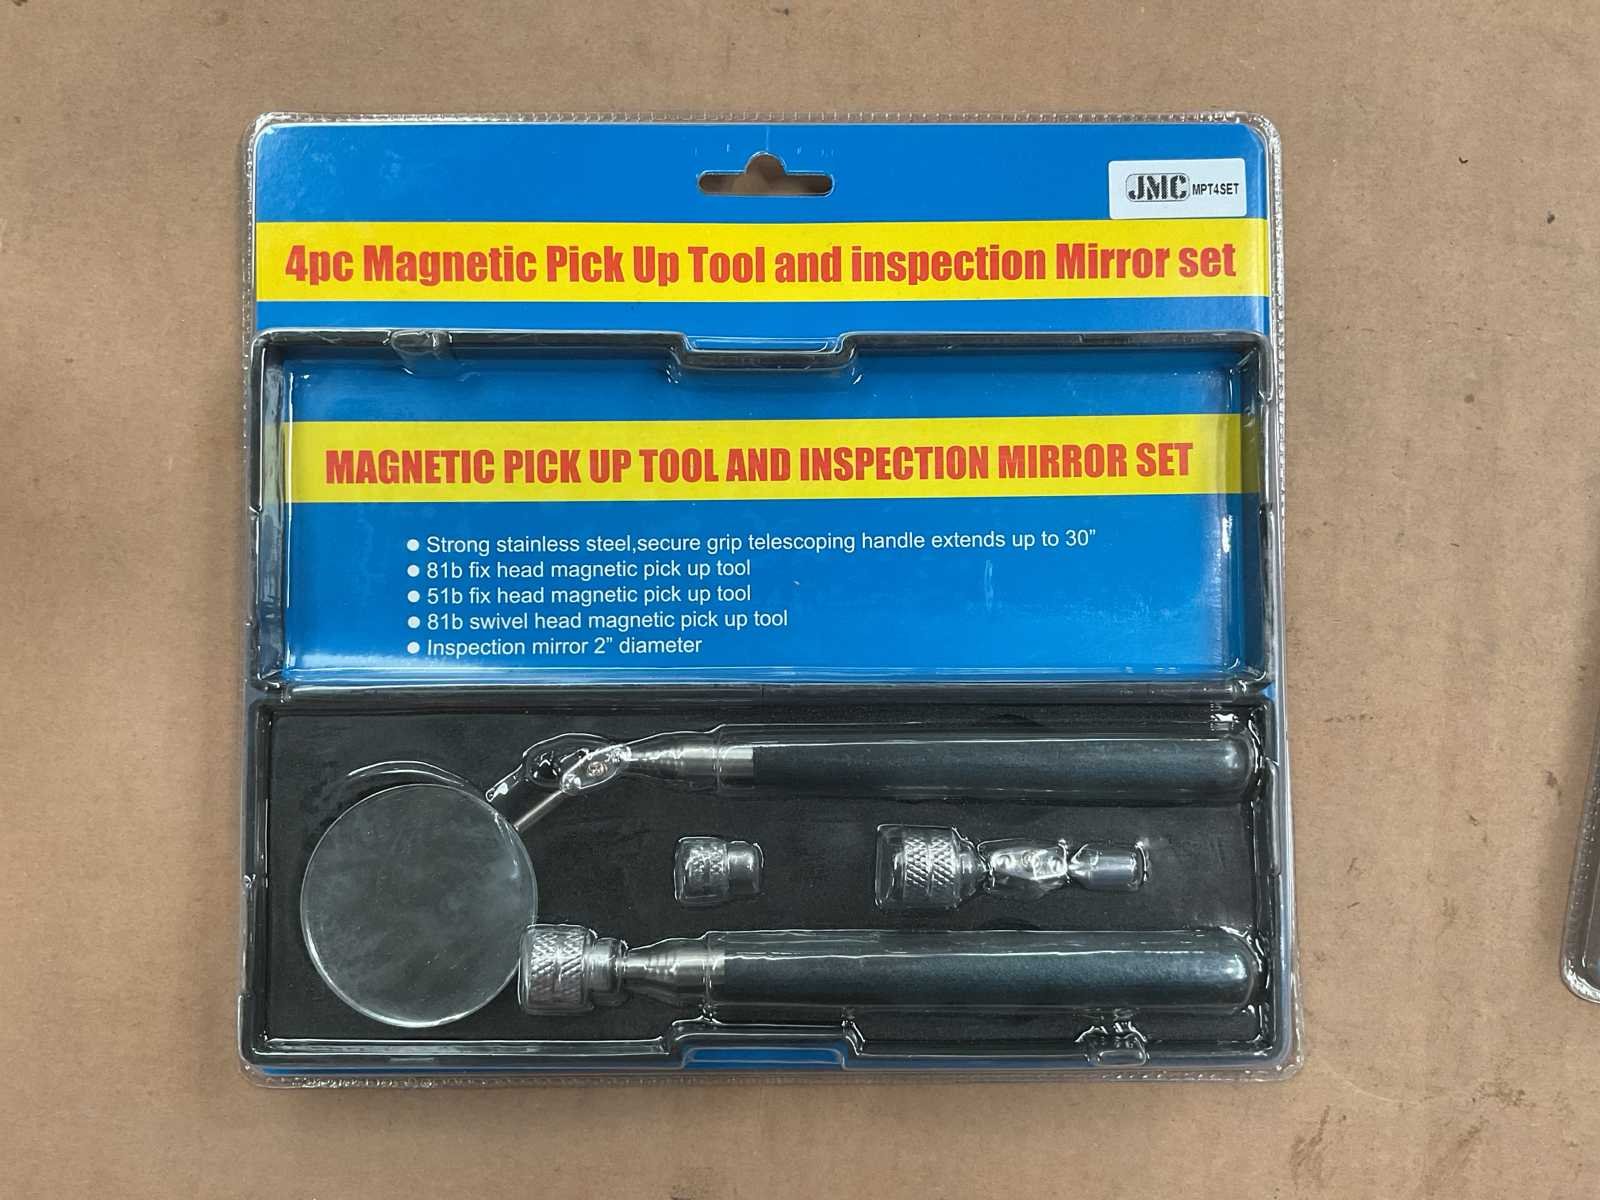 JMC MPT4SET
4pc Magnetic Pick Up Tool and inspection Mirror set
MAGNETIC PICK UP TOOL AND INSPECTION MIRROR SET
● Strong stainless steel,secure grip telescoping handle extends up to 30”
● 81b fix head magnetic pick up tool
● 51b fix head magnetic pick up tool
● 81b swivel head magnetic pick up tool
● Inspection mirror 2” diameter